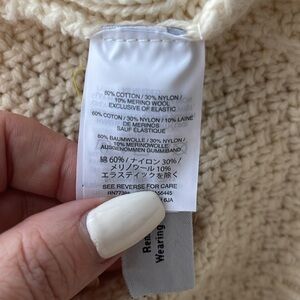 60% COTTON / 30% NYLON /
10% MERINO WOOL
EXCLUSIVE OF ELASTIC
60% COTON / 30% NYLON / 10% LAINE
DE MERINOS
SAUF ELASTIQUE
60% BAUMWOLLE / 30% NYLON /
10% MERINOWOLLE
AUSGENOMMEN GUMMIBAND
綿 60% / ナイロン 30% /
メリノウール 10%
エラスティックを除く
SEE REVERSE FOR CARE
Wearing